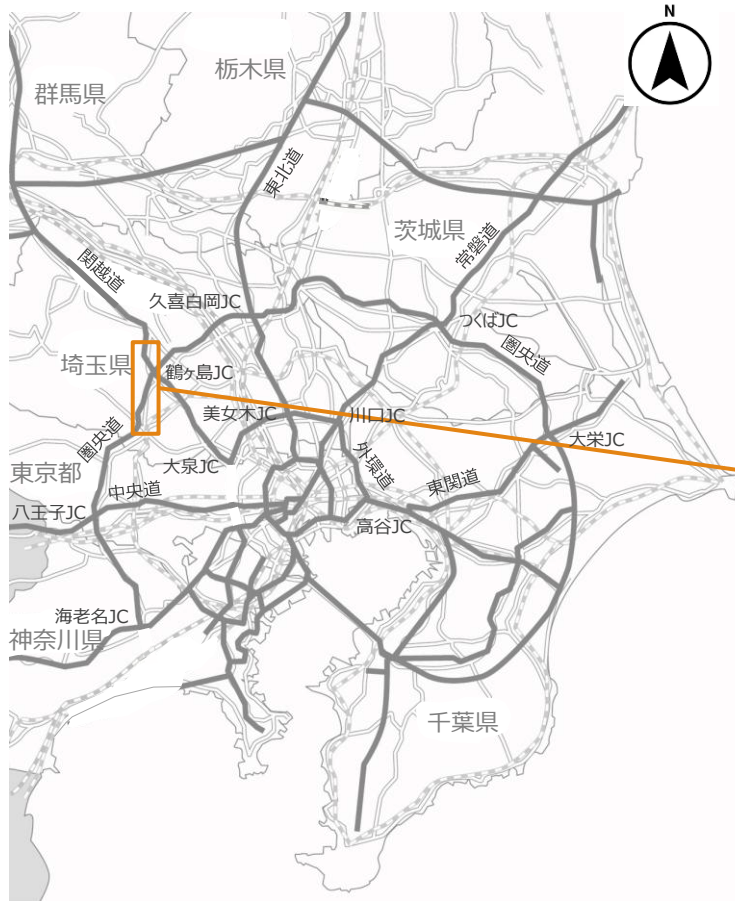 N
栃木県
群馬県
東北道
茨城県
常磐道
関越道
久喜白岡JC
つくばJC
圏央道
埼玉県
鶴ヶ島JC
美女木JC
川口JC
圏央道
大泉JC
外環道
大栄JC
東京都
中央道
東関道
八王子JC
高谷JC
海老名JC
神奈川県
千葉県